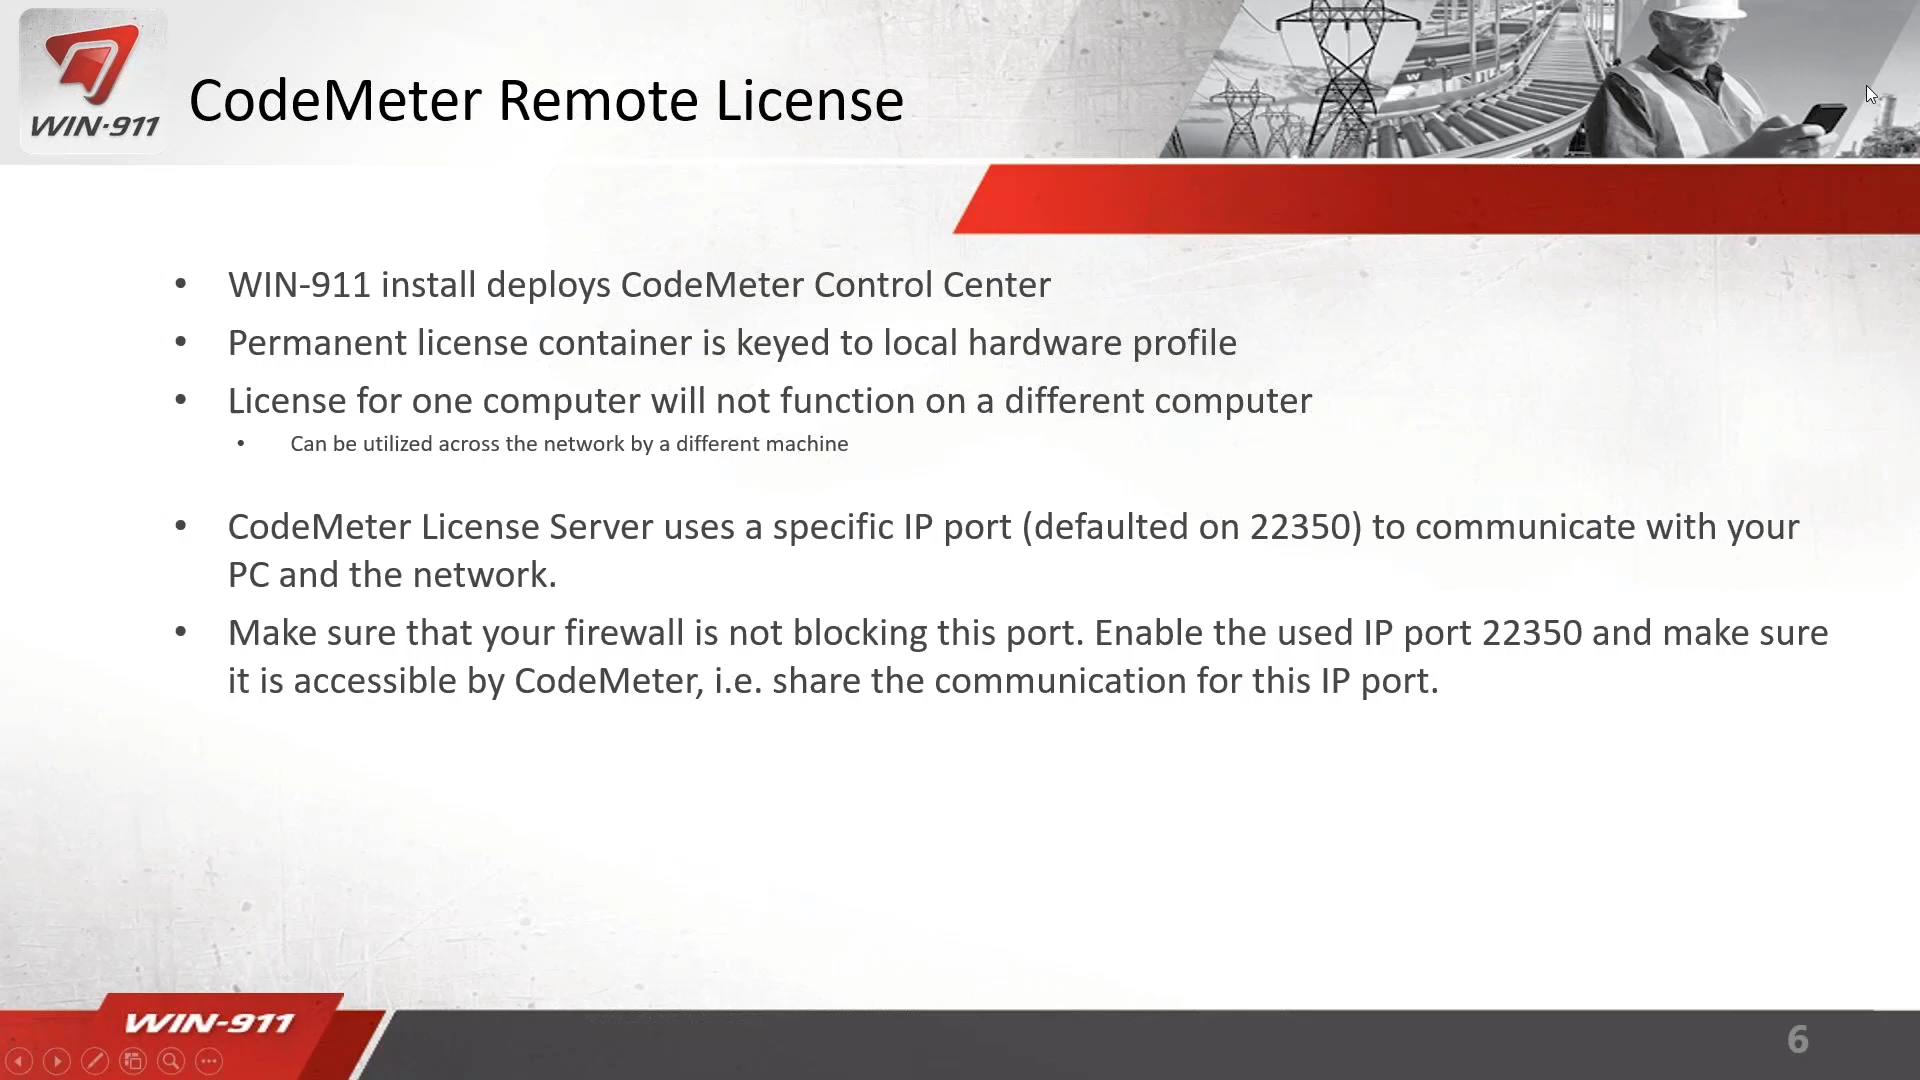 WIN-911
CodeMeter Remote License
• WIN-911 install deploys CodeMeter Control Center
• Permanent license container is keyed to local hardware profile
• License for one computer will not function on a different computer
• Can be utilized across the network by a different machine
• CodeMeter License Server uses a specific IP port (defaulted on 22350) to communicate with your
PC and the network.
• Make sure that your firewall is not blocking this port. Enable the used IP port 22350 and make sure
it is accessible by CodeMeter, i.e. share the communication for this IP port.
WIN-911
6